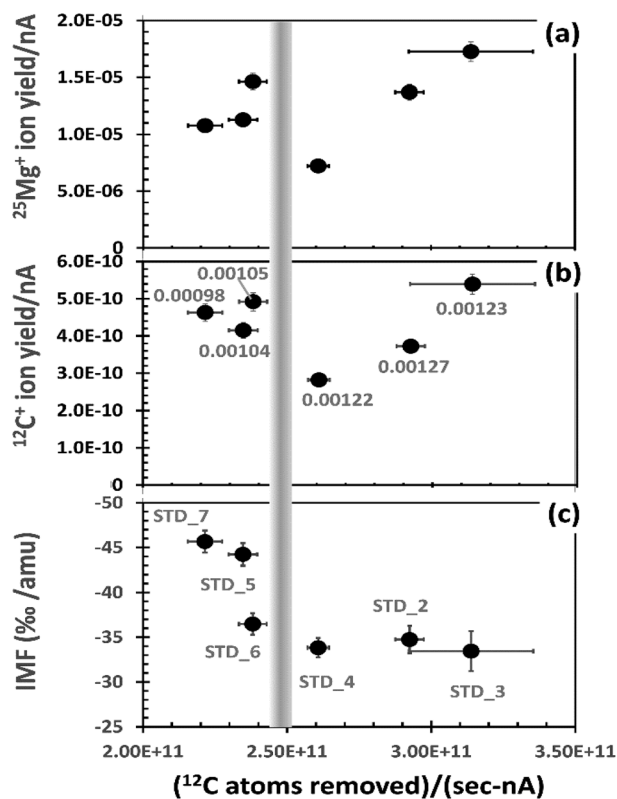 2.0E-05
(a)
1.5E-05
1.0E-05
5.0E-06
0
²⁵Mg⁺ ion yield/nA
6.0E-10
(b)
0.00105
5.0E-10
0.00098
0.00123
4.0E-10
0.00104
0.00127
3.0E-10
0.00122
2.0E-10
1.0E-10
0
¹²C⁺ ion yield/nA
-50
(c)
STD_7
-45
STD_5
-40
STD_2
STD_6
-35
STD_4
STD_3
-30
-25
IMF (‰ /amu)
2.00E+11 2.50E+11 3.00E+11 3.50E+11
(¹²C atoms removed)/(sec-nA)